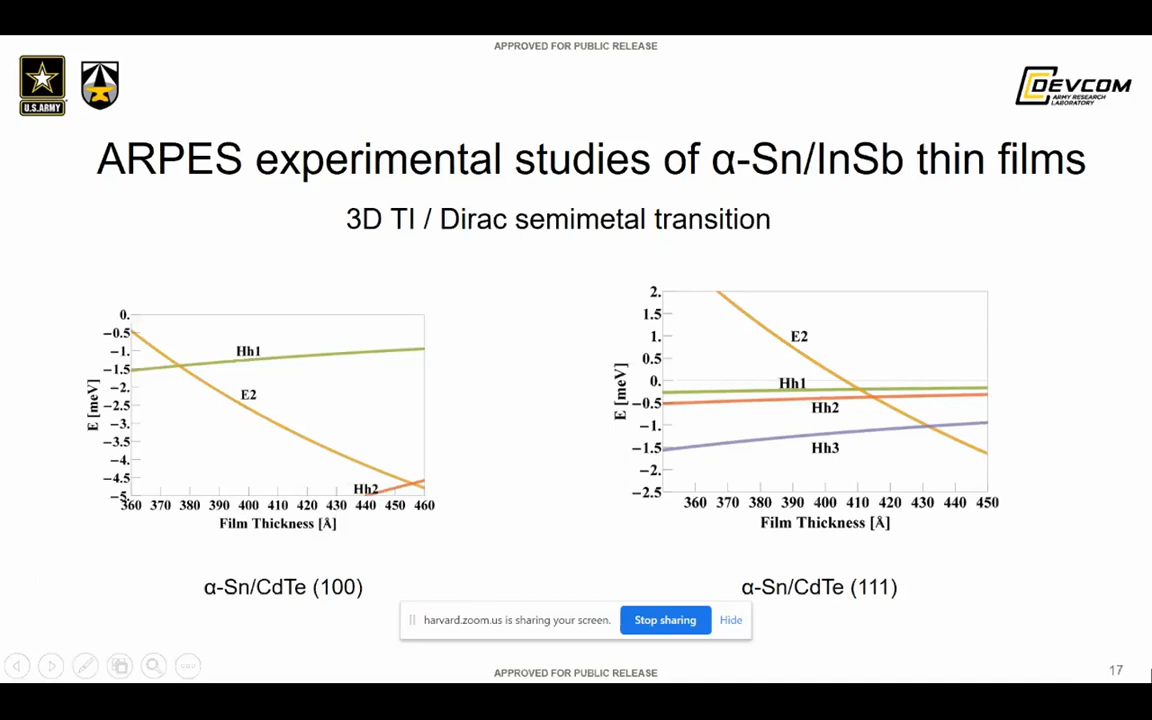 APPROVED FOR PUBLIC RELEASE
U.S.ARMY
DEVCOM
ARMY RESEARCH
LABORATORY
ARPES experimental studies of α-Sn/InSb thin films
3D TI / Dirac semimetal transition
0.
−0.5
−1.
−1.5
−2.
−2.5
−3.
−3.5
−4.
−4.5
−5.
E [meV]
Hh1
E2
Hh2
360 370 380 390 400 410 420 430 440 450 460
Film Thickness [Å]
α-Sn/CdTe (100)
2.
1.5
1.
0.5
0.
−0.5
−1.
−1.5
−2.
−2.5
E [meV]
E2
Hh1
Hh2
Hh3
360 370 380 390 400 410 420 430 440 450
Film Thickness [Å]
α-Sn/CdTe (111)
harvard.zoom.us is sharing your screen.
Stop sharing
Hide
APPROVED FOR PUBLIC RELEASE
17